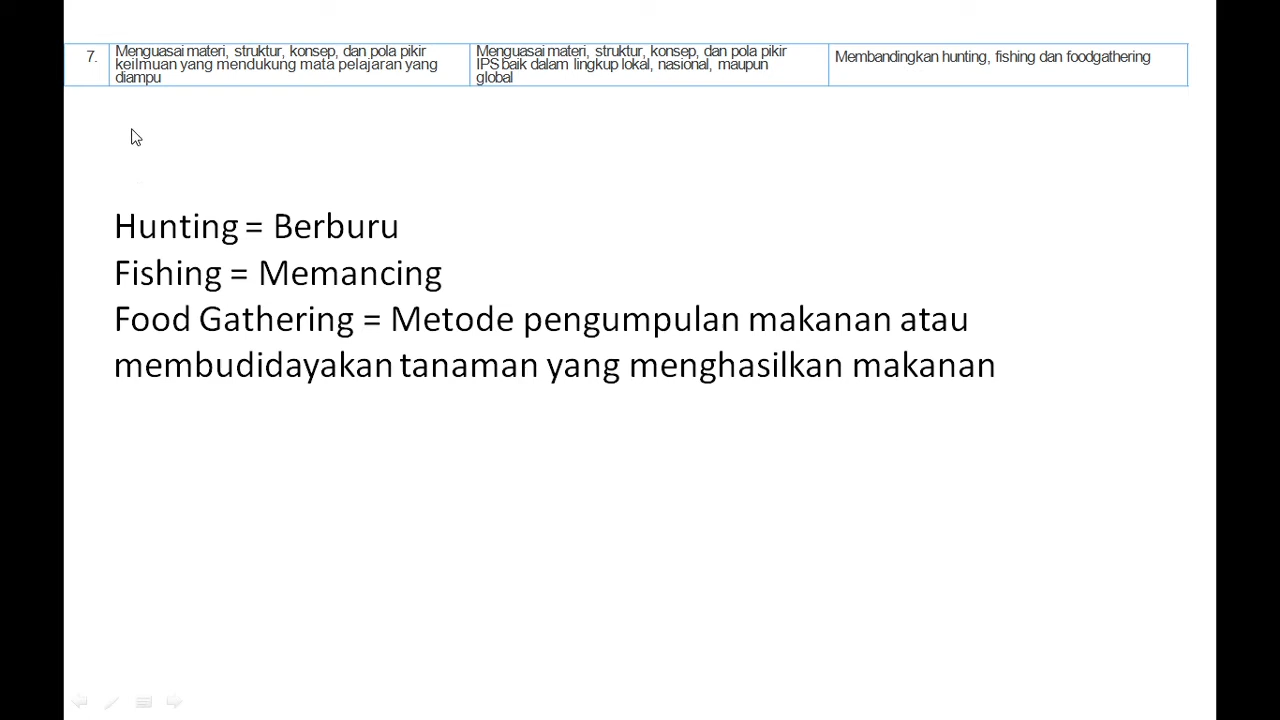 7.
Menguasai materi, struktur, konsep, dan pola pikir
keilmuan yang mendukung mata pelajaran yang
diampu
Menguasai materi, struktur, konsep, dan pola pikir
IPS baik dalam lingkup lokal, nasional, maupun
global
Membandingkan hunting, fishing dan foodgathering
Hunting = Berburu
Fishing = Memancing
Food Gathering = Metode pengumpulan makanan atau
membudidayakan tanaman yang menghasilkan makanan